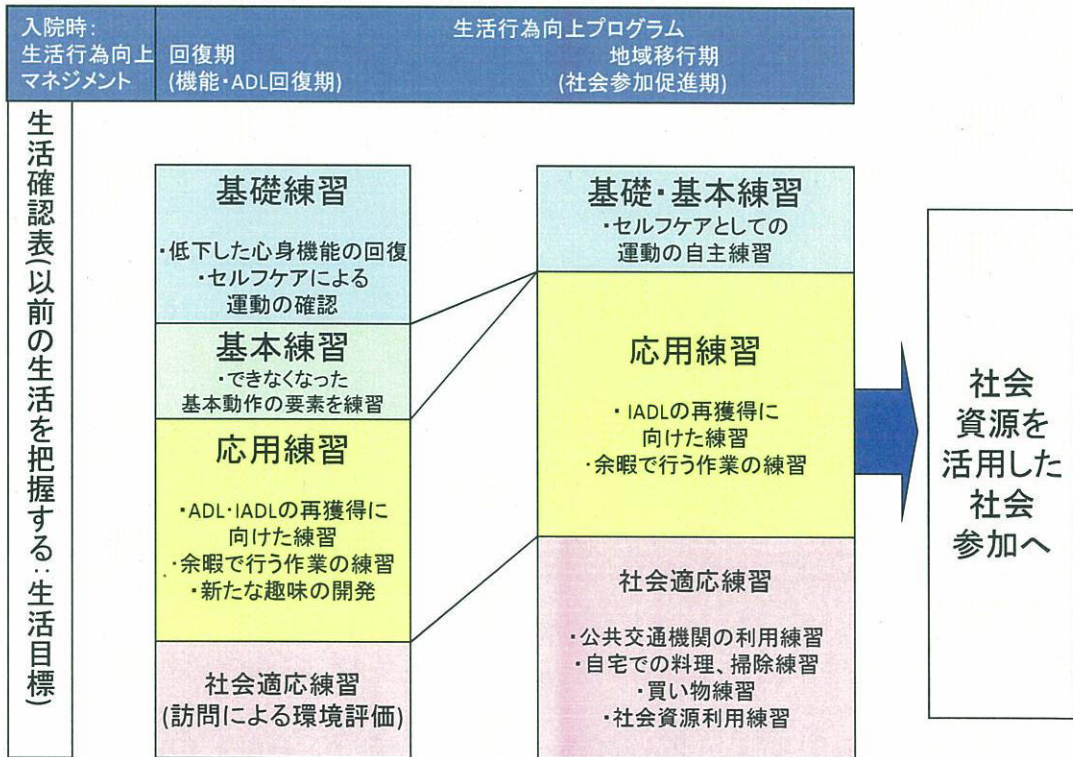 入院時:
生活行為向上
マネジメント
生活行為向上プログラム
回復期
(機能・ADL回復期)
地域移行期
(社会参加促進期)
生活確認表(以前の生活を把握する:生活目標)
基礎練習
・低下した心身機能の回復
・セルフケアによる
運動の確認
基本練習
・できなくなった
基本動作の要素を練習
応用練習
・ADL・IADLの再獲得に
向けた練習
・余暇で行う作業の練習
・新たな趣味の開発
社会適応練習
(訪問による環境評価)
基礎・基本練習
・セルフケアとしての
運動の自主練習
応用練習
・IADLの再獲得に
向けた練習
・余暇で行う作業の練習
社会適応練習
・公共交通機関の利用練習
・自宅での料理、掃除練習
・買い物練習
・社会資源利用練習
社会
資源を
活用した
社会
参加へ